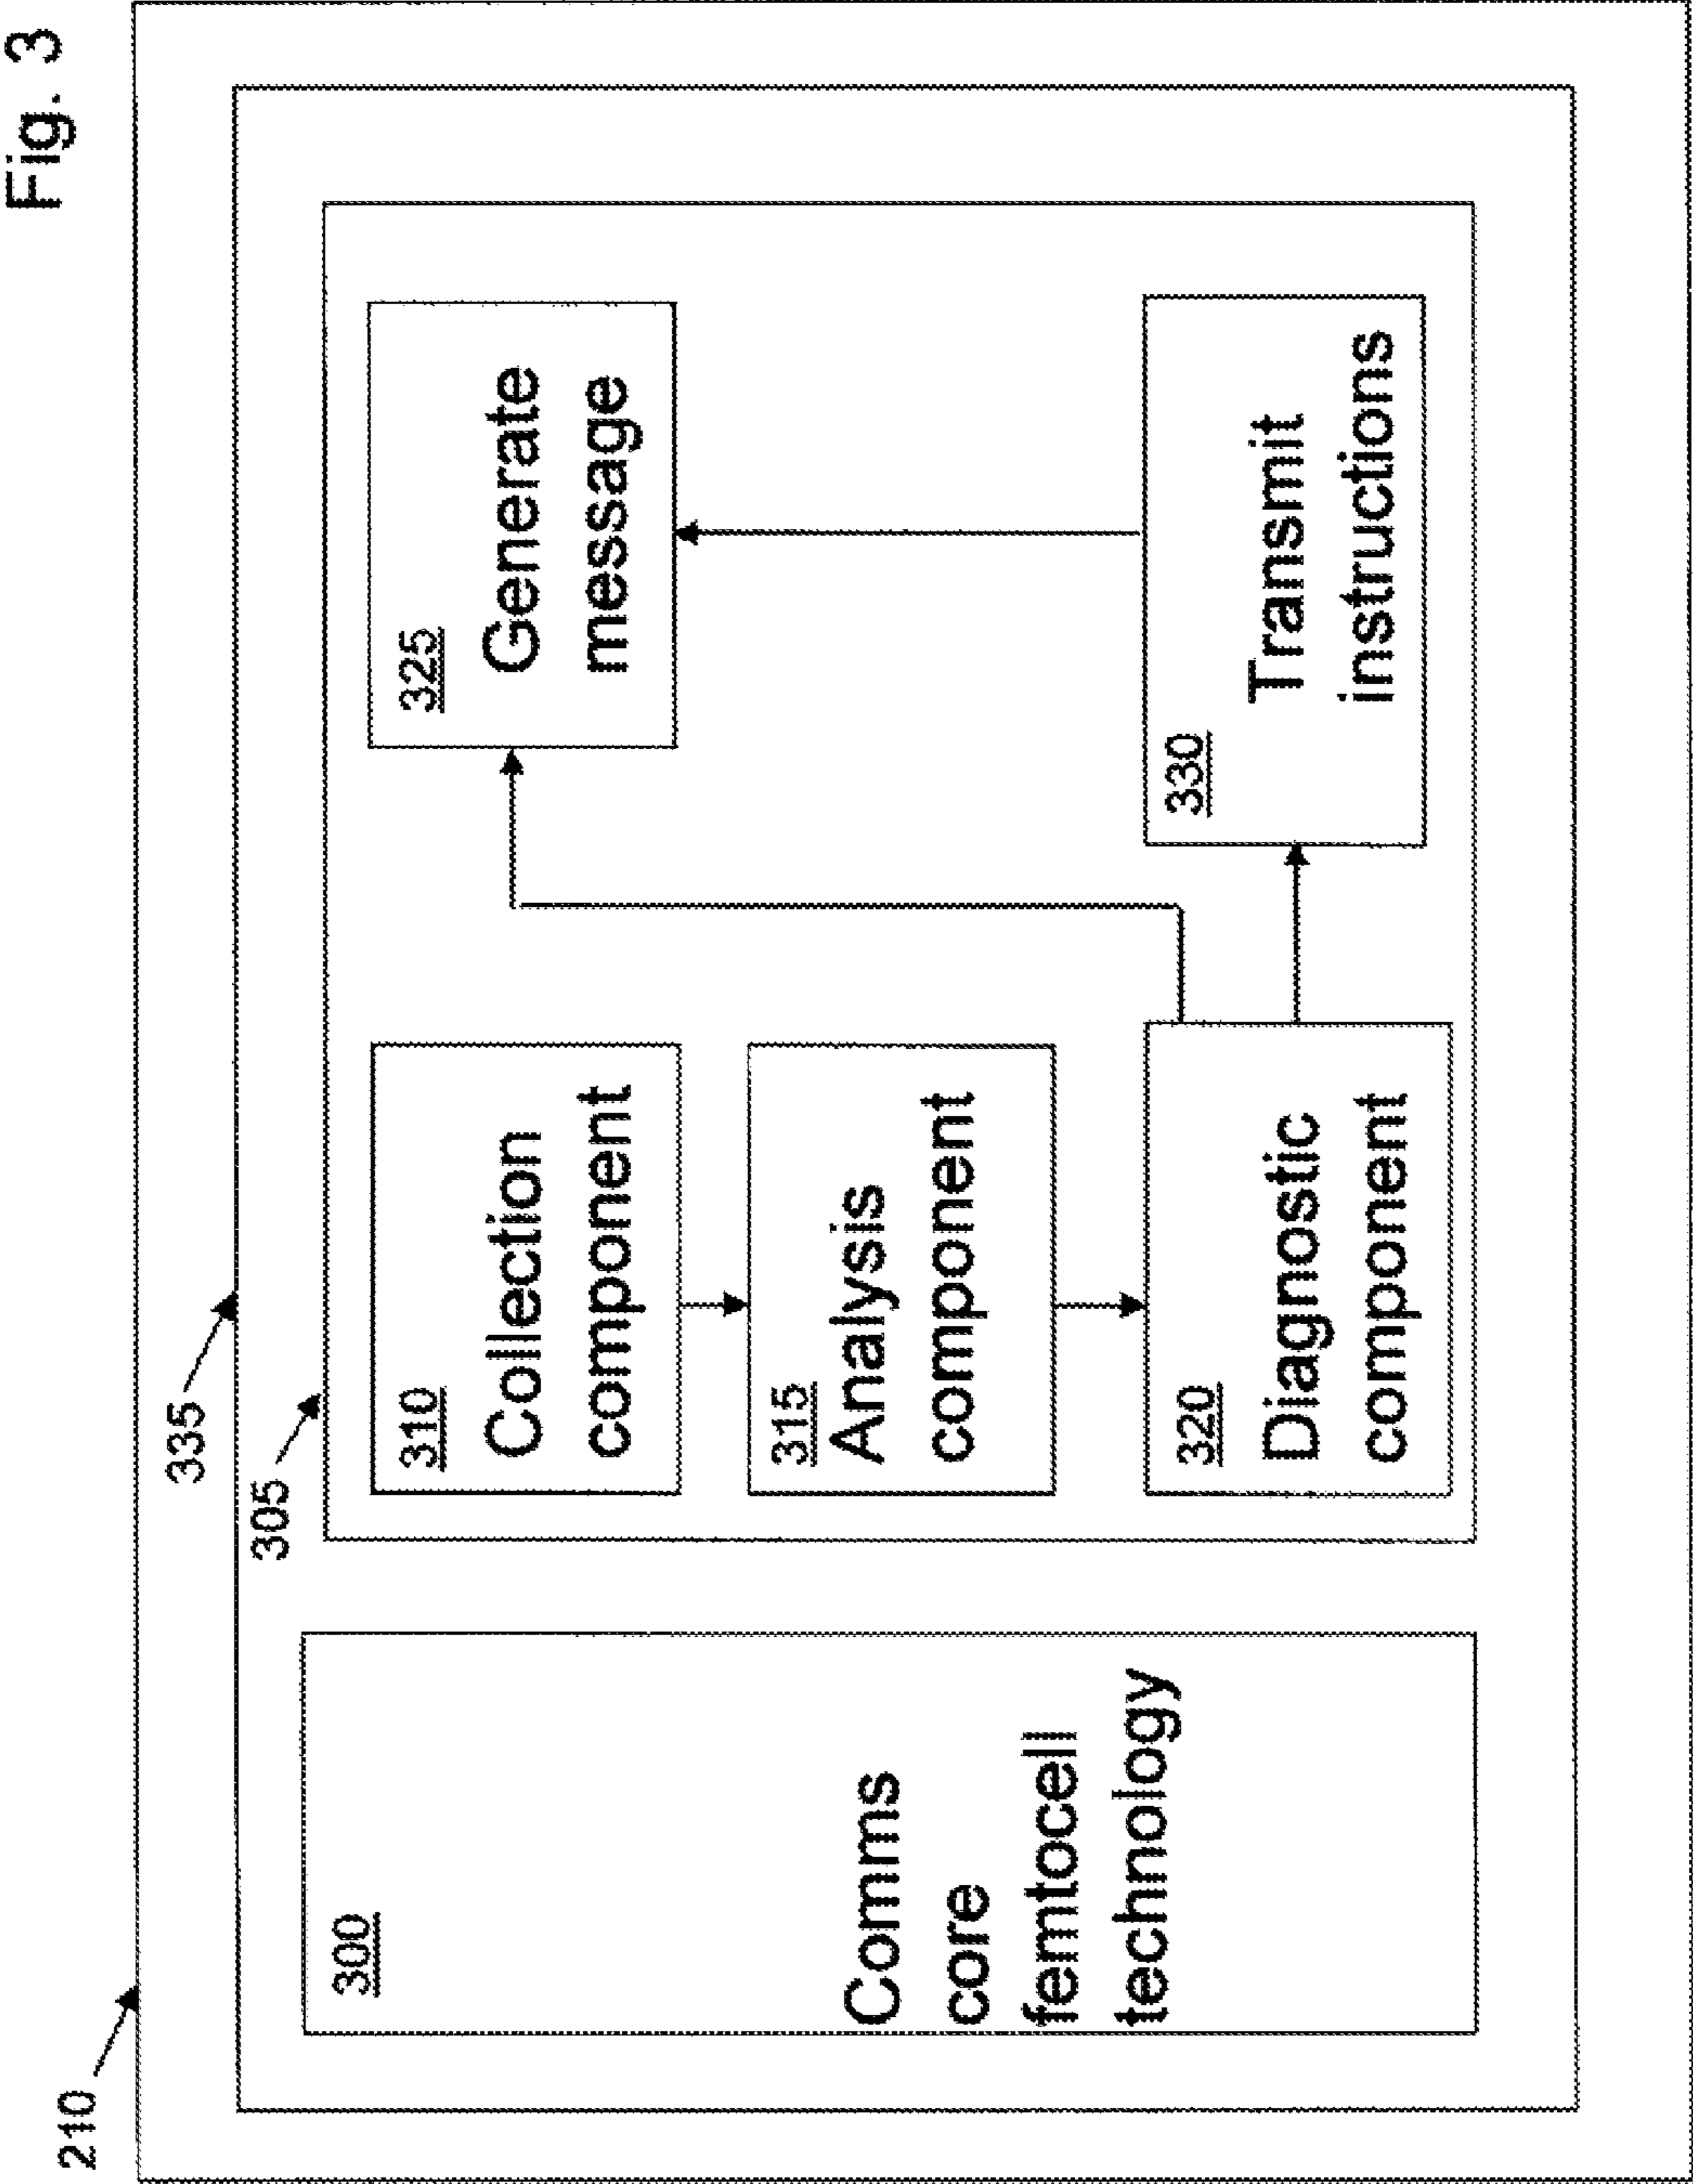 Fig. 3
210
335
305
300
Comms
core
femtocell
technology
310
Collection
component
315
Analysis
component
320
Diagnostic
component
325
Generate
message
330
Transmit
instructions